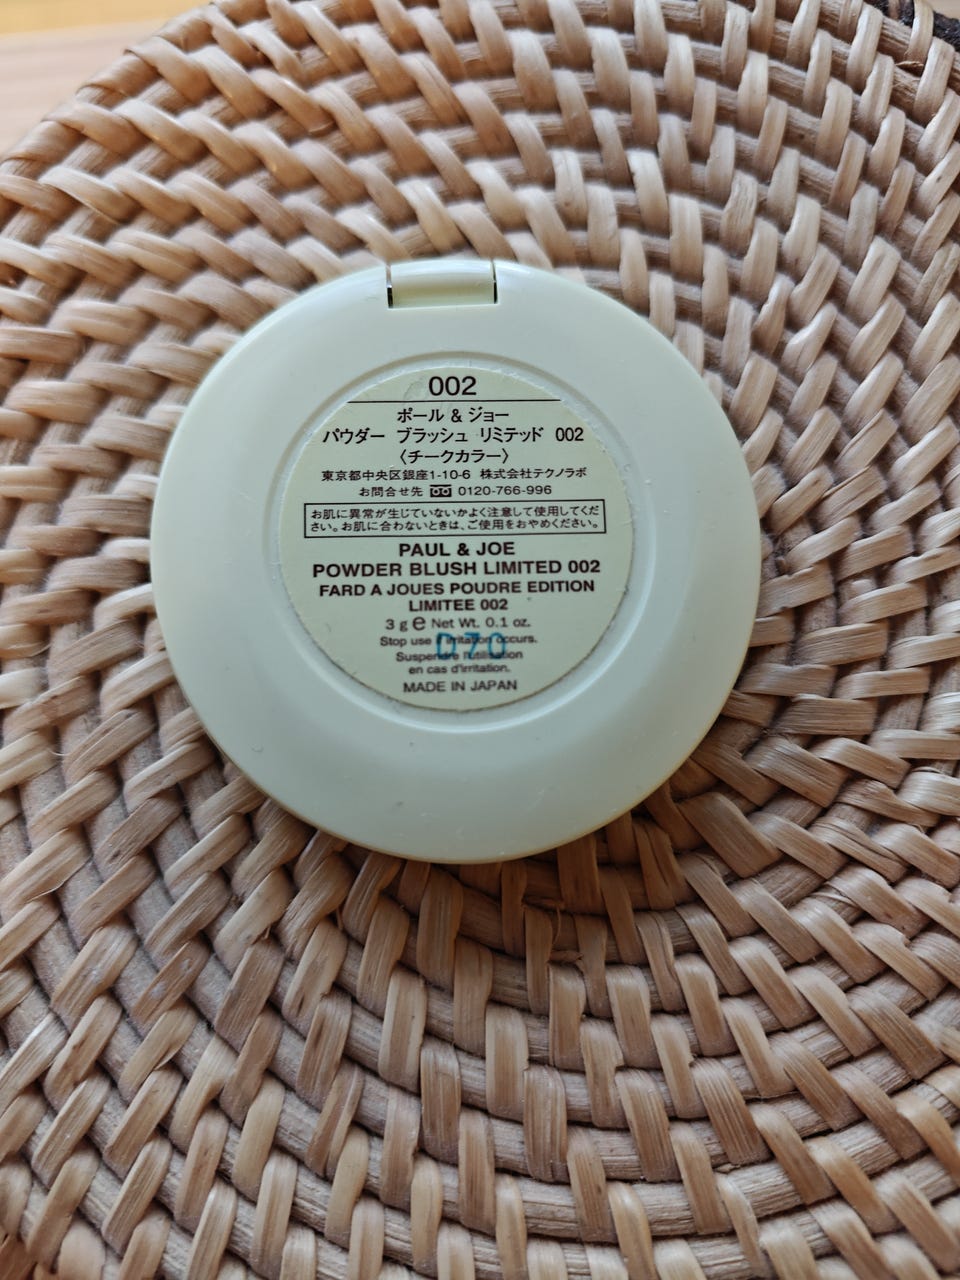 002
ポール & ジョー
パウダー ブラッシュ リミテッド 002
〈チークカラー〉
東京都中央区銀座1-10-6 株式会社テクノラボ
お問合せ先 0120-766-996
お肌に異常が生じていないかよく注意して使用してくだ
さい。お肌に合わないときは、ご使用をおやめください。
PAUL & JOE
POWDER BLUSH LIMITED 002
FARD A JOUES POUDRE EDITION
LIMITEE 002
3 g ℮ Net Wt. 0.1 oz.
Stop use if irritation occurs.
070
Suspendre l'utilisation
en cas d'irritation.
MADE IN JAPAN